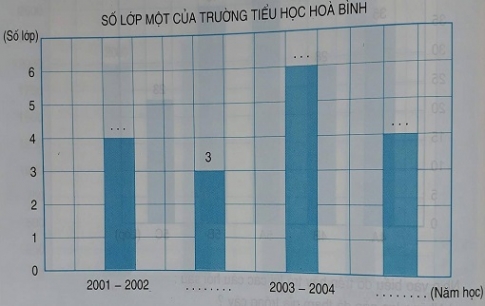 SỐ LỚP MỘT CỦA TRƯỜNG TIỂU HỌC HOÀ BÌNH
(Số lớp)
6
5
4
3
2
1
0
...
3
...
...
2001 – 2002
.........
2003 – 2004
.........
(Năm học)